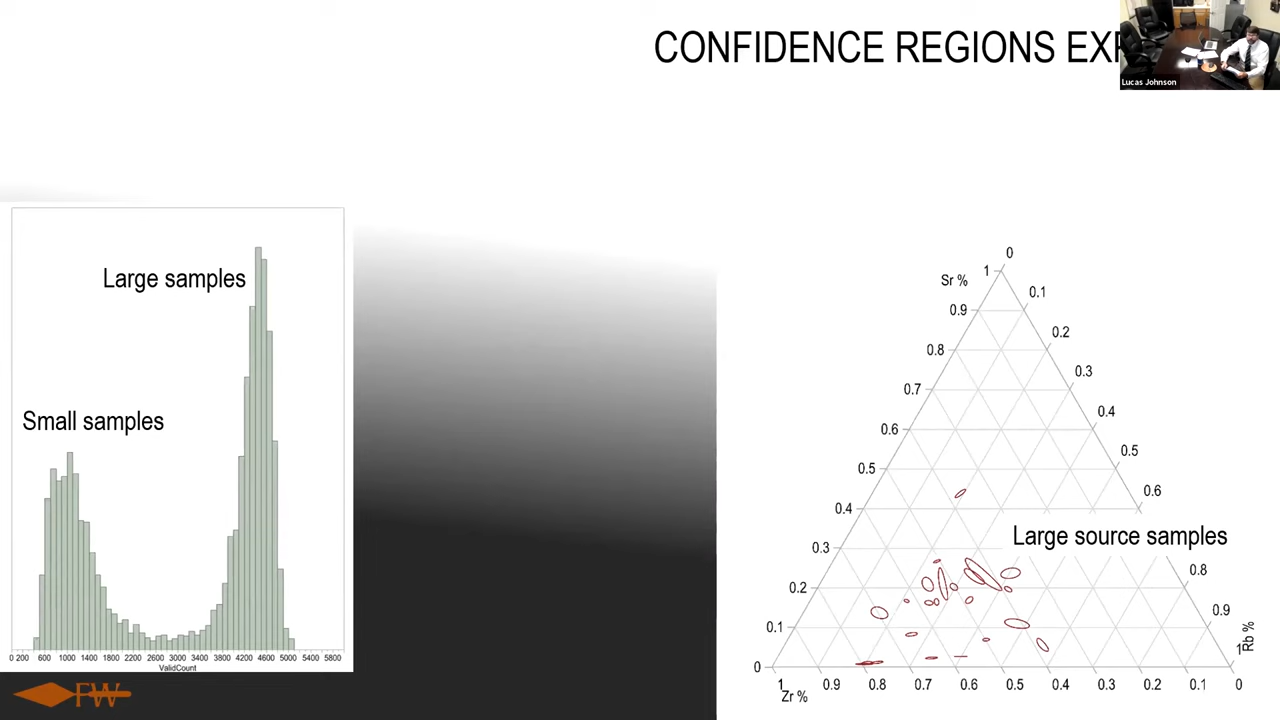 CONFIDENCE REGIONS EXP
Lucas Johnson
Large samples
Small samples
0 200 600 1000 1400 1800 2200 2600 3000 3400 3800 4200 4600 5000 5400 5800
ValidCount
FW
Sr %
1
0.9
0.8
0.7
0.6
0.5
0.4
0.3
0.2
0.1
0
0
0.1
0.2
0.3
0.4
0.5
0.6
Large source samples
0.8
0.9
1
Rb %
1 0.9 0.8 0.7 0.6 0.5 0.4 0.3 0.2 0.1 0
Zr %